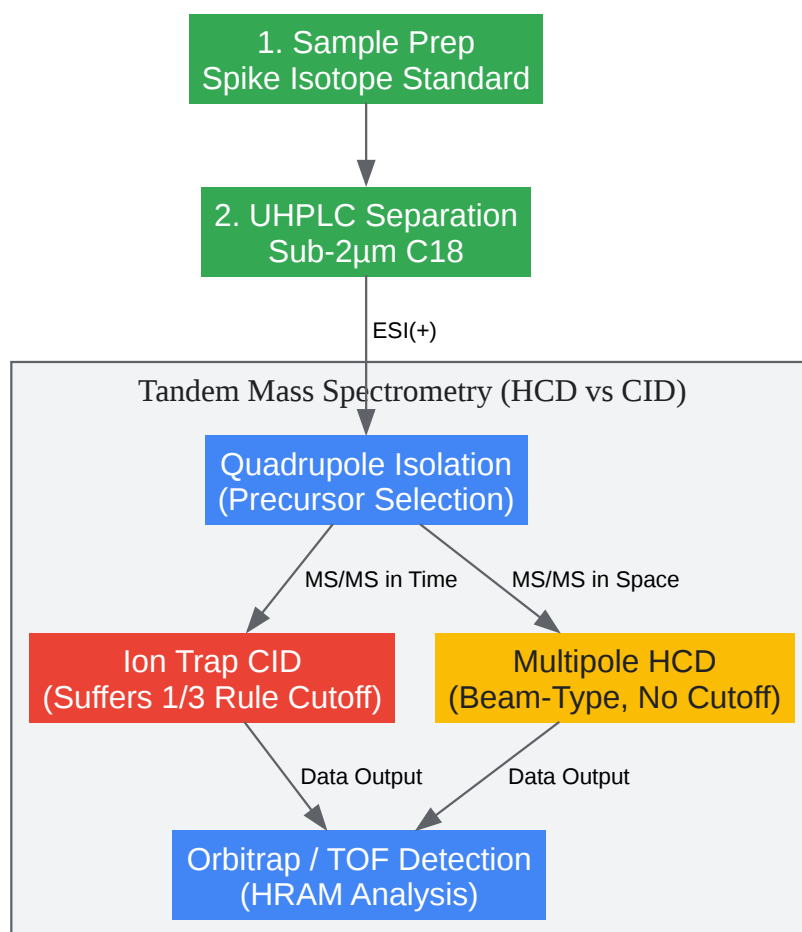 1. Sample Prep
Spike Isotope Standard
2. UHPLC Separation
Sub-2µm C18
ESI(+)
Tandem Mass Spectrometry (HCD vs CID)
Quadrupole Isolation
(Precursor Selection)
MS/MS in Time
MS/MS in Space
Ion Trap CID
(Suffers 1/3 Rule Cutoff)
Multipole HCD
(Beam-Type, No Cutoff)
Data Output
Data Output
Orbitrap / TOF Detection
(HRAM Analysis)